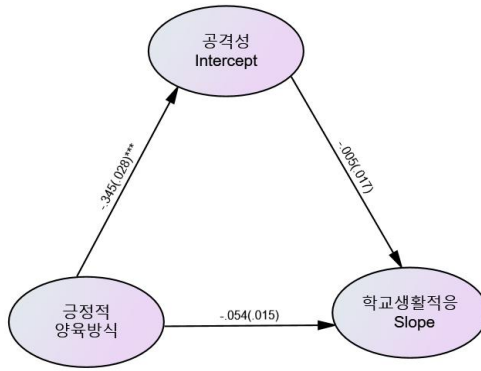 공격성
Intercept
-.345(.028)***
-.005(.017)
긍정적
양육방식
-.054(.015)
학교생활적응
Slope